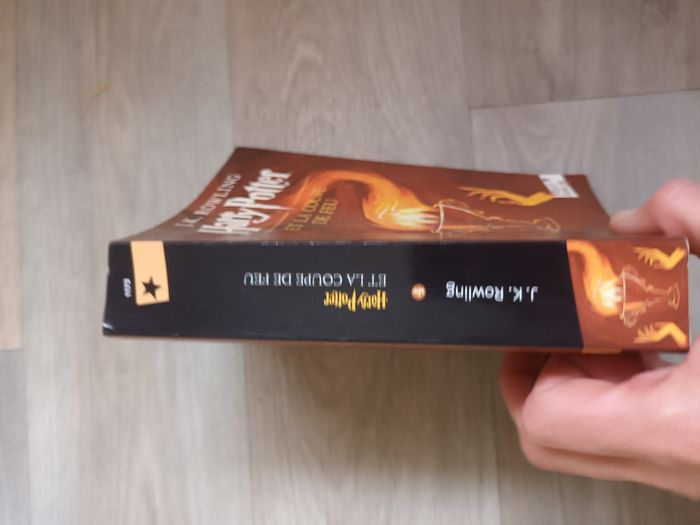 J.K. ROWLING
Harry Potter
ET LA COUPE
DE FEU
J. K. Rowling
Harry Potter
ET LA COUPE DE FEU